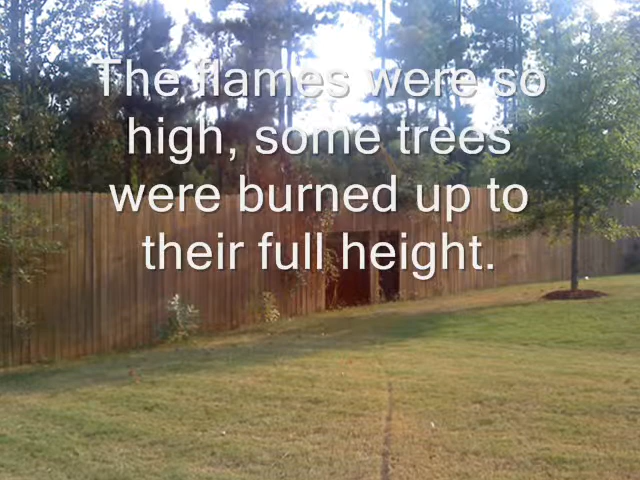 The flames were so
high, some trees
were burned up to
their full height.